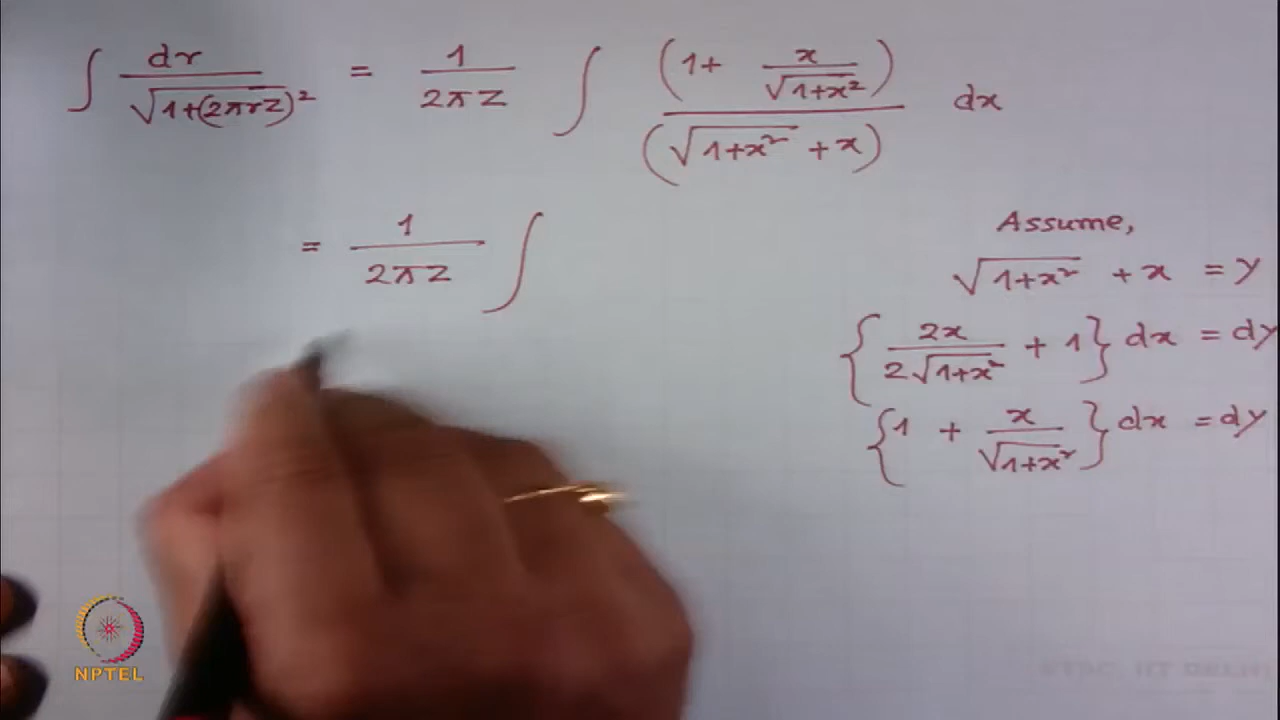 ∫ dr / √(1+(2πrz)²) = 1 / 2πz ∫ (1 + x / √(1+x²)) / (√(1+x²) + x) dx
= 1 / 2πz ∫
Assume,
√(1+x²) + x = y
{ 2x / 2√(1+x²) + 1 } dx = dy
{ 1 + x / √(1+x²) } dx = dy
NPTEL